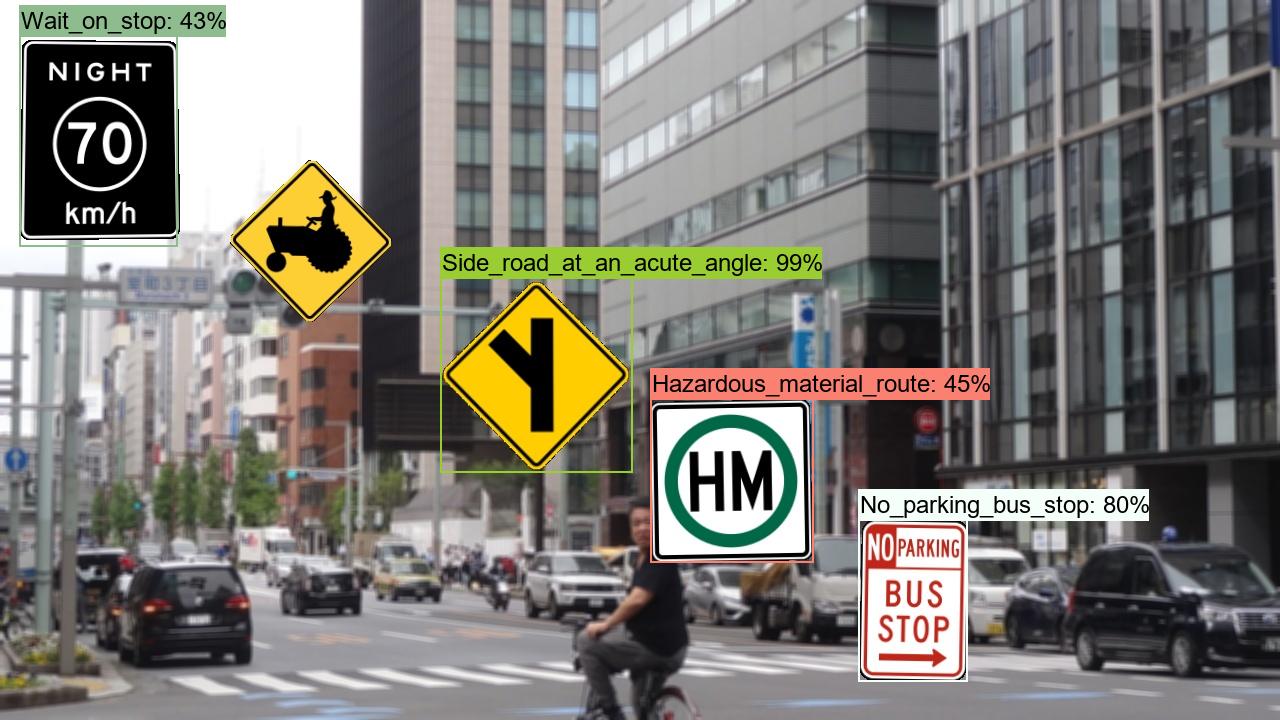 Wait_on_stop: 43%
NIGHT
70
km/h
Side_road_at_an_acute_angle: 99%
Hazardous_material_route: 45%
HM
No_parking_bus_stop: 80%
NO PARKING
BUS
STOP